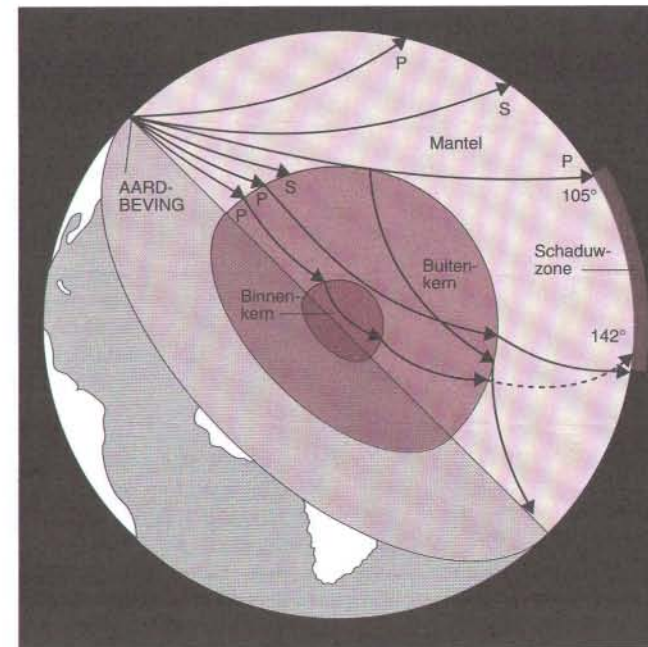 P
S
Mantel
P
105°
AARD-
BEVING
S
P
P
Buiten-
kern
Schaduw-
zone
Binnen-
kern
142°